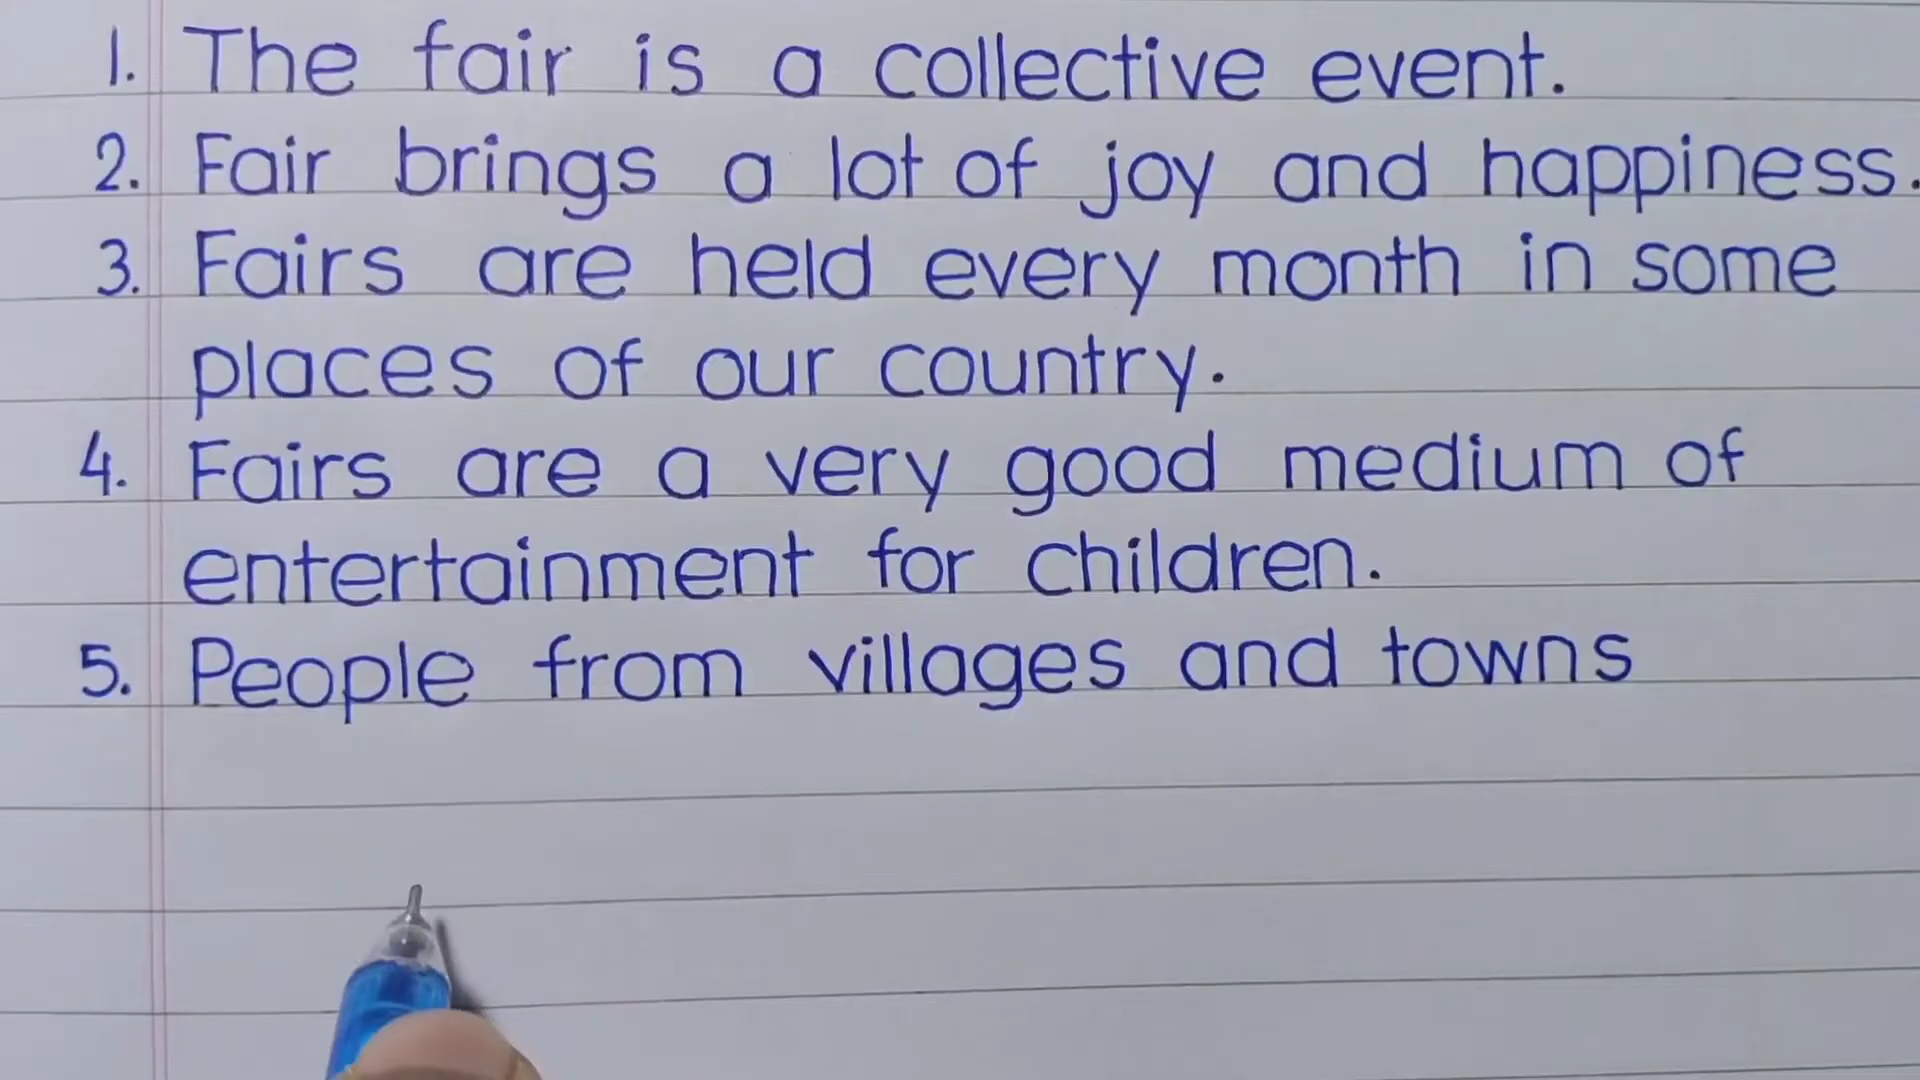 1. The fair is a collective event.
2. Fair brings a lot of joy and happiness.
3. Fairs are held every month in some
places of our country.
4. Fairs are a very good medium of
entertainment for children.
5. People from villages and towns